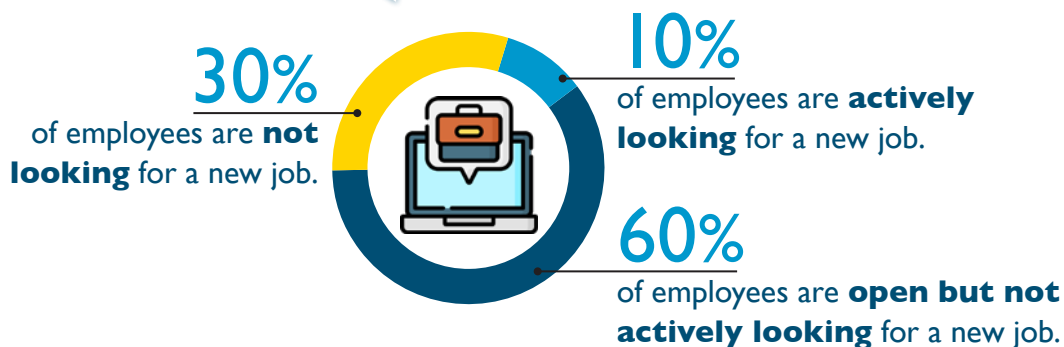 30%
of employees are not
looking for a new job.
10%
of employees are actively
looking for a new job.
60%
of employees are open but not
actively looking for a new job.